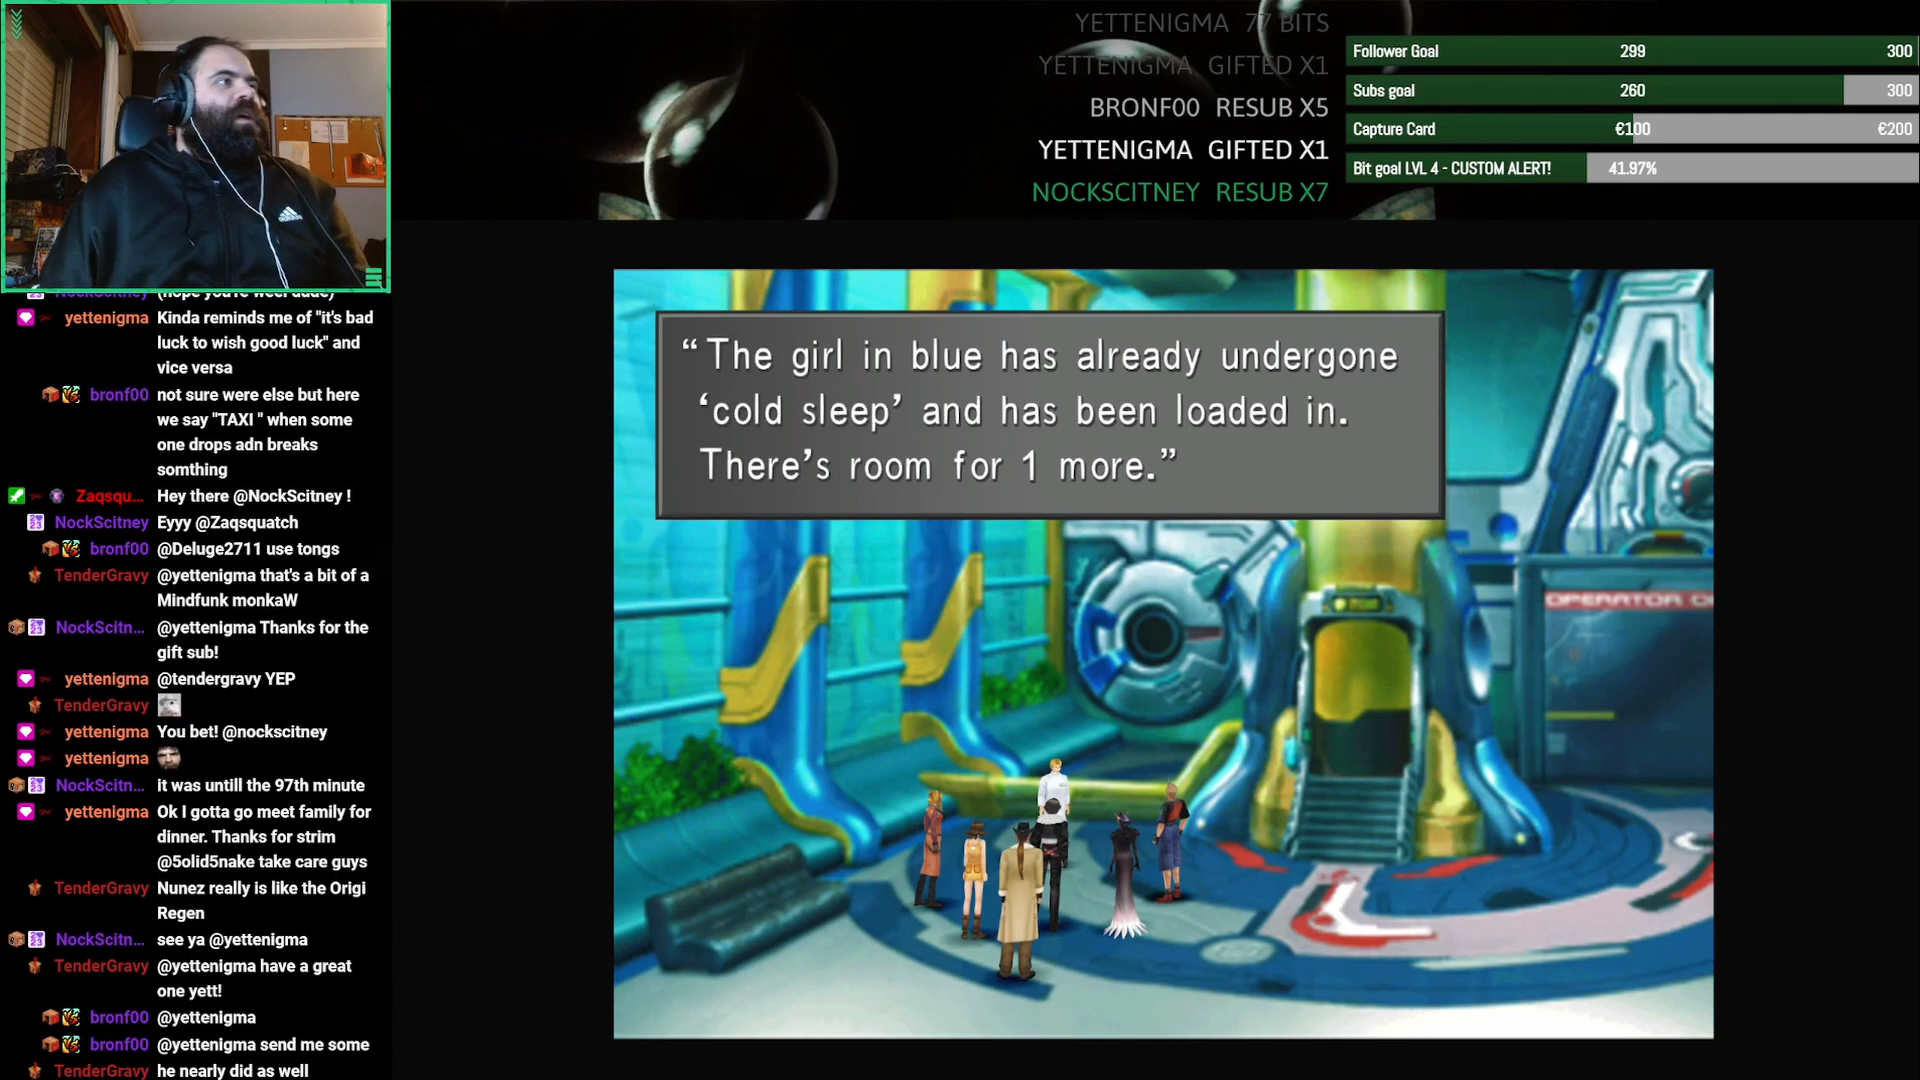 YETTENIGMA 77 BITS
YETTENIGMA GIFTED X1
BRONF00 RESUB X5
YETTENIGMA GIFTED X1
NOCKSCITNEY RESUB X7
Follower Goal 299 300
Subs goal 260 300
Capture Card €100 €200
Bit goal LVL 4 - CUSTOM ALERT! 41.97%
“The girl in blue has already undergone
‘cold sleep’ and has been loaded in.
There’s room for 1 more.”
OPERATOR
NockScitney (hope you're weel dude)
yettenigma Kinda reminds me of "it's bad
luck to wish good luck" and
vice versa
bronf00 not sure were else but here
we say "TAXI " when some
one drops adn breaks
somthing
Zaqsqu... Hey there @NockScitney !
NockScitney Eyyy @Zaqsquatch
bronf00 @Deluge2711 use tongs
TenderGravy @yettenigma that's a bit of a
Mindfunk monkaW
NockScitn... @yettenigma Thanks for the
gift sub!
yettenigma @tendergravy YEP
TenderGravy
yettenigma You bet! @nockscitney
yettenigma
NockScitn... it was untill the 97th minute
yettenigma Ok I gotta go meet family for
dinner. Thanks for strim
@5olid5nake take care guys
TenderGravy Nunez really is like the Origi
Regen
NockScitn... see ya @yettenigma
TenderGravy @yettenigma have a great
one yett!
bronf00 @yettenigma
bronf00 @yettenigma send me some
TenderGravy he nearly did as well
adidas